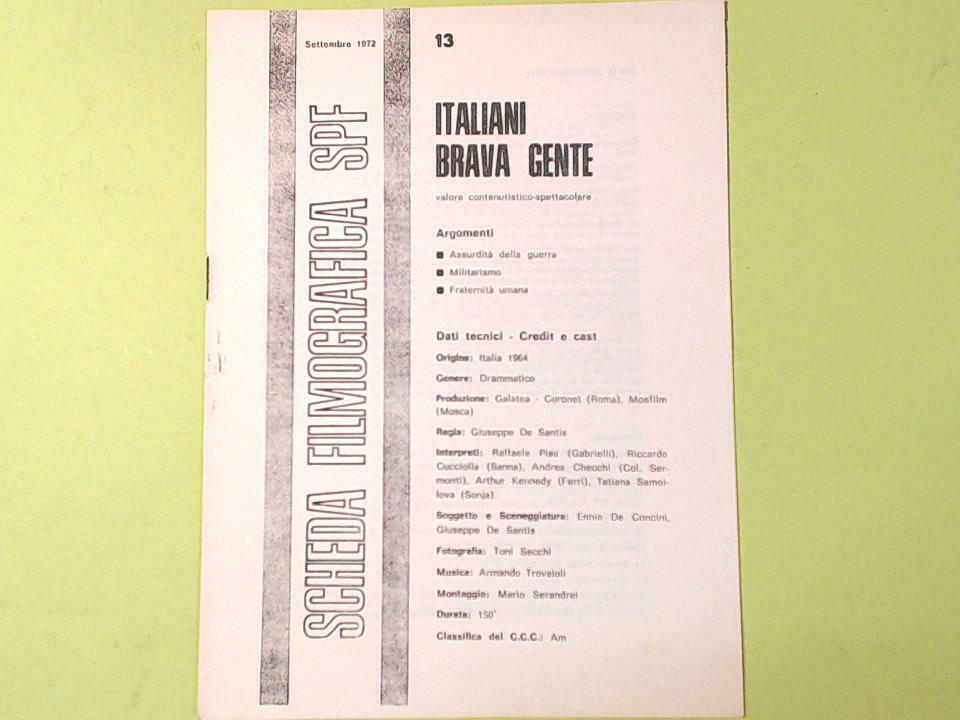 Settembre 1972
13
SCHEDA FILMOGRAFICA SPF
ITALIANI
BRAVA GENTE
valore contenutistico-spettacolare
Argomenti
Assurdità della guerra
Militarismo
Fraternità umana
Dati tecnici - Credit e cast
Origine: Italia 1964
Genere: Drammatico
Produzione: Galatea - Coronet (Roma), Mosfilm
(Mosca)
Regia: Giuseppe De Santis
Interpreti: Raffaele Pisu (Gabrielli), Riccardo
Cucciolla (Sanna), Andrea Checchi (Col. Ser-
monti), Arthur Kennedy (Ferri), Tatiana Samoi-
lova (Sonja).
Soggetto e Sceneggiatura: Ennio De Concini,
Giuseppe De Santis
Fotografia: Toni Secchi
Musica: Armando Trovaioli
Montaggio: Mario Serandrei
Durata: 150'
Classifica del C.C.C.: Am